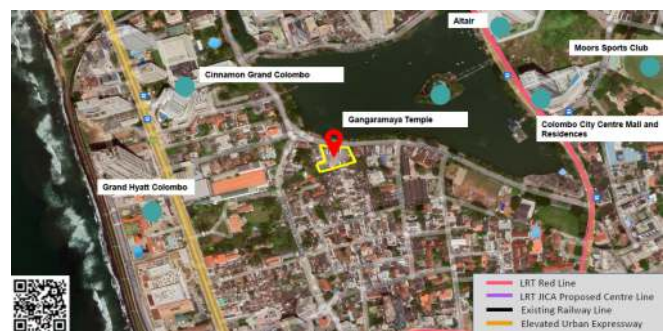 Altair
Moors Sports Club
Cinnamon Grand Colombo
Gangaramaya Temple
Colombo City Centre Mall and
Residences
Grand Hyatt Colombo
LRT Red Line
LRT JICA Proposed Centre Line
Existing Railway Line
Elevated Urban Expressway